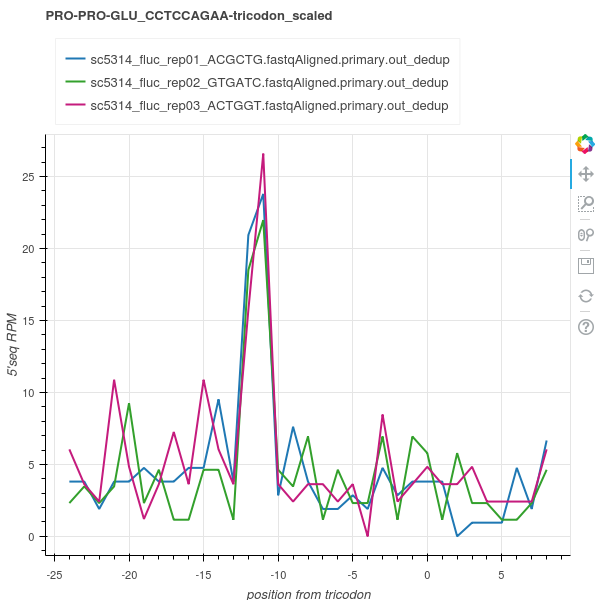 PRO-PRO-GLU_CCTCCAGAA-tricodon_scaled
sc5314_fluc_rep01_ACGCTG.fastqAligned.primary.out_dedup
sc5314_fluc_rep02_GTGATC.fastqAligned.primary.out_dedup
sc5314_fluc_rep03_ACTGGT.fastqAligned.primary.out_dedup
25
20
15
10
5
0
5'seq RPM
-25 -20 -15 -10 -5 0 5
position from tricodon